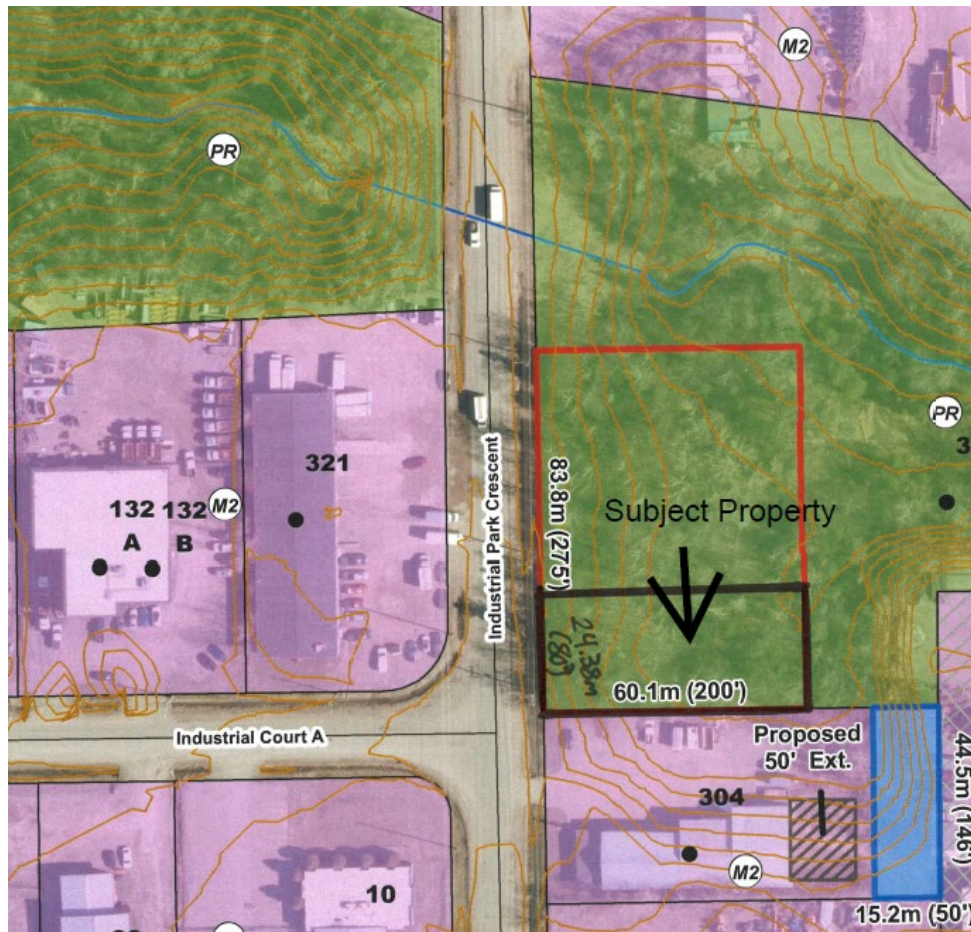 M2
PR
321
132 132
M2
A B
Industrial Park Crescent
83.8m (275')
Subject Property
PR
3
24.38m
(80')
60.1m (200')
Industrial Court A
Proposed
50' Ext.
304
44.5m (146')
M2
10
15.2m (50')